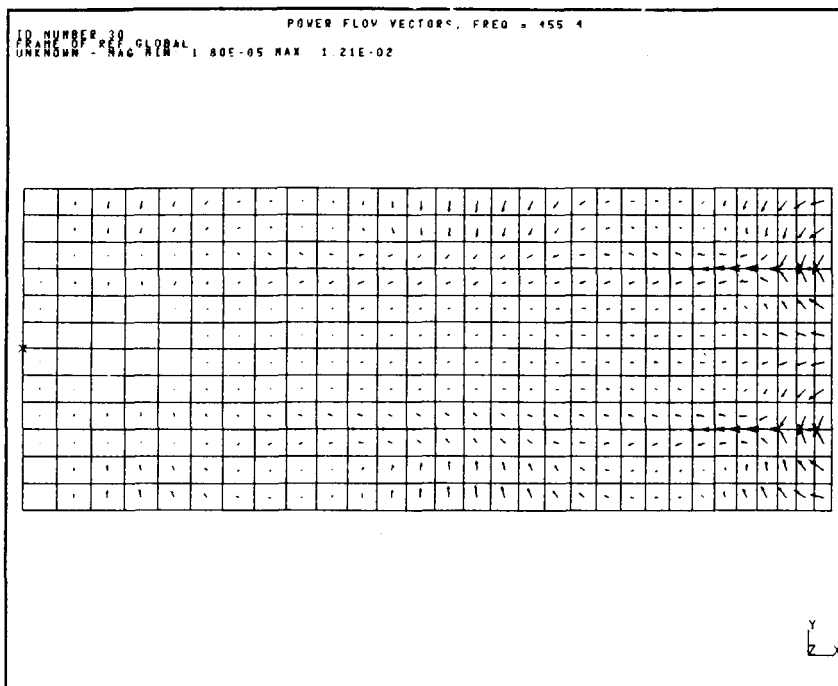 POWER FLOW VECTORS, FREQ = 455 4
ID NUMBER 30
FRAME OF REF GLOBAL
UNKNOWN - MAG MIN 1 80E-05 MAX 1.21E-02
X
Y
Z X